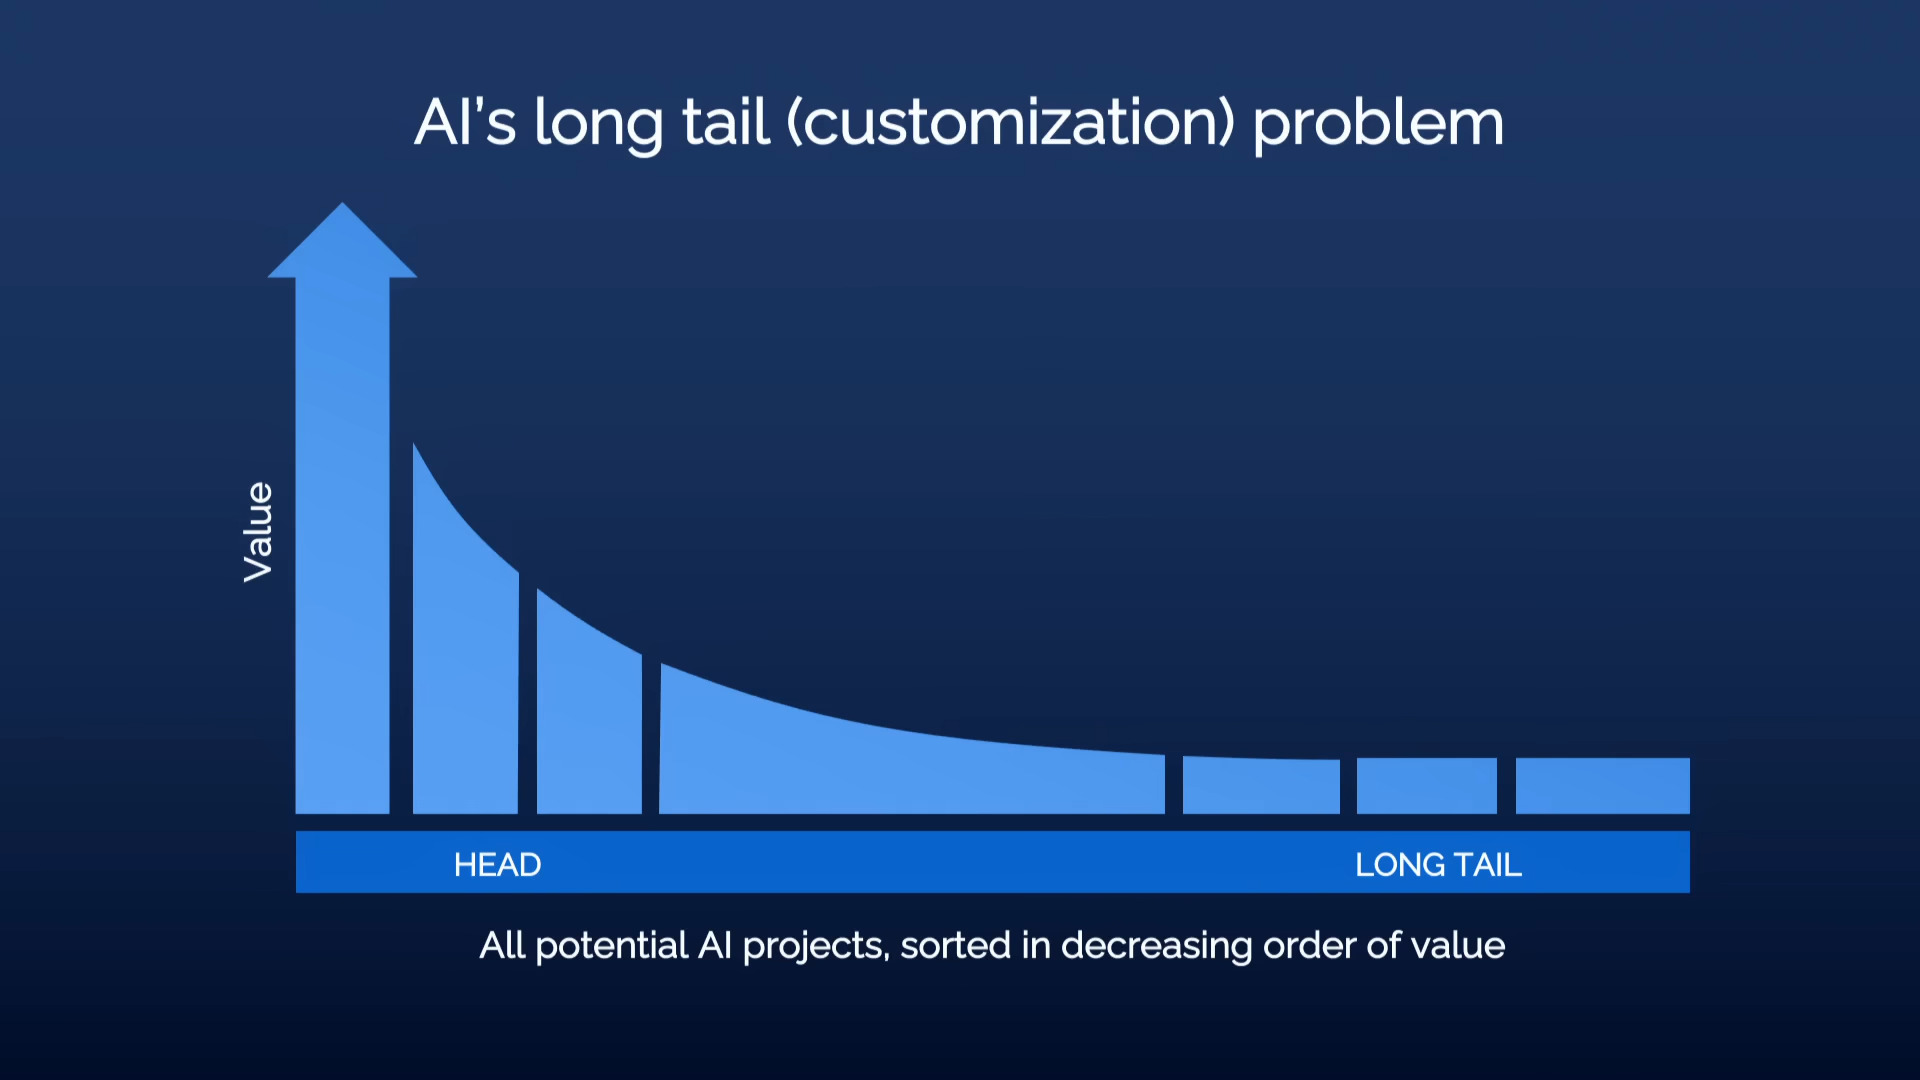 AI’s long tail (customization) problem
Value
HEAD
LONG TAIL
All potential AI projects, sorted in decreasing order of value